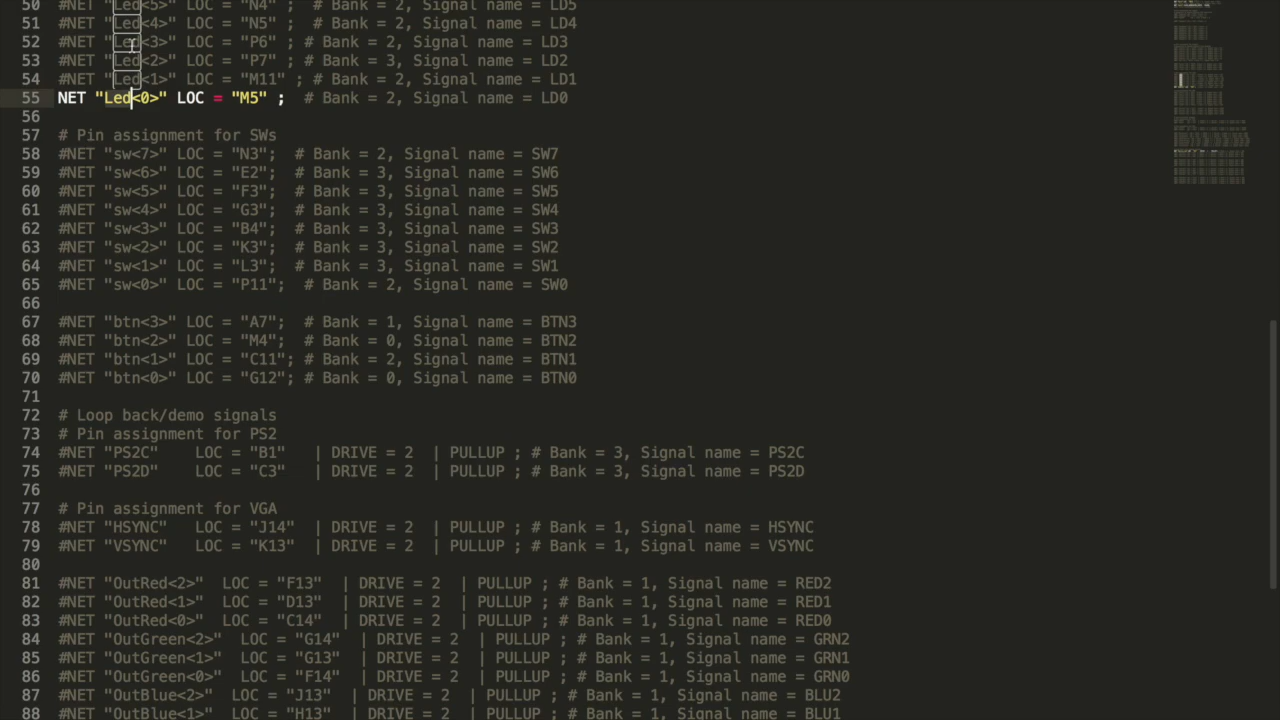 50 #NET "Led<5>" LOC = "N4" ; # Bank = 2, Signal name = LD5
51 #NET "Led<4>" LOC = "N5" ; # Bank = 2, Signal name = LD4
52 #NET "Led<3>" LOC = "P6" ; # Bank = 2, Signal name = LD3
53 #NET "Led<2>" LOC = "P7" ; # Bank = 3, Signal name = LD2
54 #NET "Led<1>" LOC = "M11" ; # Bank = 2, Signal name = LD1
55 NET "Led<0>" LOC = "M5" ; # Bank = 2, Signal name = LD0
56
57 # Pin assignment for SWs
58 #NET "sw<7>" LOC = "N3"; # Bank = 2, Signal name = SW7
59 #NET "sw<6>" LOC = "E2"; # Bank = 3, Signal name = SW6
60 #NET "sw<5>" LOC = "F3"; # Bank = 3, Signal name = SW5
61 #NET "sw<4>" LOC = "G3"; # Bank = 3, Signal name = SW4
62 #NET "sw<3>" LOC = "B4"; # Bank = 3, Signal name = SW3
63 #NET "sw<2>" LOC = "K3"; # Bank = 3, Signal name = SW2
64 #NET "sw<1>" LOC = "L3"; # Bank = 3, Signal name = SW1
65 #NET "sw<0>" LOC = "P11"; # Bank = 2, Signal name = SW0
66
67 #NET "btn<3>" LOC = "A7"; # Bank = 1, Signal name = BTN3
68 #NET "btn<2>" LOC = "M4"; # Bank = 0, Signal name = BTN2
69 #NET "btn<1>" LOC = "C11"; # Bank = 2, Signal name = BTN1
70 #NET "btn<0>" LOC = "G12"; # Bank = 0, Signal name = BTN0
71
72 # Loop back/demo signals
73 # Pin assignment for PS2
74 #NET "PS2C" LOC = "B1" | DRIVE = 2 | PULLUP ; # Bank = 3, Signal name = PS2C
75 #NET "PS2D" LOC = "C3" | DRIVE = 2 | PULLUP ; # Bank = 3, Signal name = PS2D
76
77 # Pin assignment for VGA
78 #NET "HSYNC" LOC = "J14" | DRIVE = 2 | PULLUP ; # Bank = 1, Signal name = HSYNC
79 #NET "VSYNC" LOC = "K13" | DRIVE = 2 | PULLUP ; # Bank = 1, Signal name = VSYNC
80
81 #NET "OutRed<2>" LOC = "F13" | DRIVE = 2 | PULLUP ; # Bank = 1, Signal name = RED2
82 #NET "OutRed<1>" LOC = "D13" | DRIVE = 2 | PULLUP ; # Bank = 1, Signal name = RED1
83 #NET "OutRed<0>" LOC = "C14" | DRIVE = 2 | PULLUP ; # Bank = 1, Signal name = RED0
84 #NET "OutGreen<2>" LOC = "G14" | DRIVE = 2 | PULLUP ; # Bank = 1, Signal name = GRN2
85 #NET "OutGreen<1>" LOC = "G13" | DRIVE = 2 | PULLUP ; # Bank = 1, Signal name = GRN1
86 #NET "OutGreen<0>" LOC = "F14" | DRIVE = 2 | PULLUP ; # Bank = 1, Signal name = GRN0
87 #NET "OutBlue<2>" LOC = "J13" | DRIVE = 2 | PULLUP ; # Bank = 1, Signal name = BLU2
88 #NET "OutBlue<1>" LOC = "H13" | DRIVE = 2 | PULLUP ; # Bank = 1, Signal name = BLU1